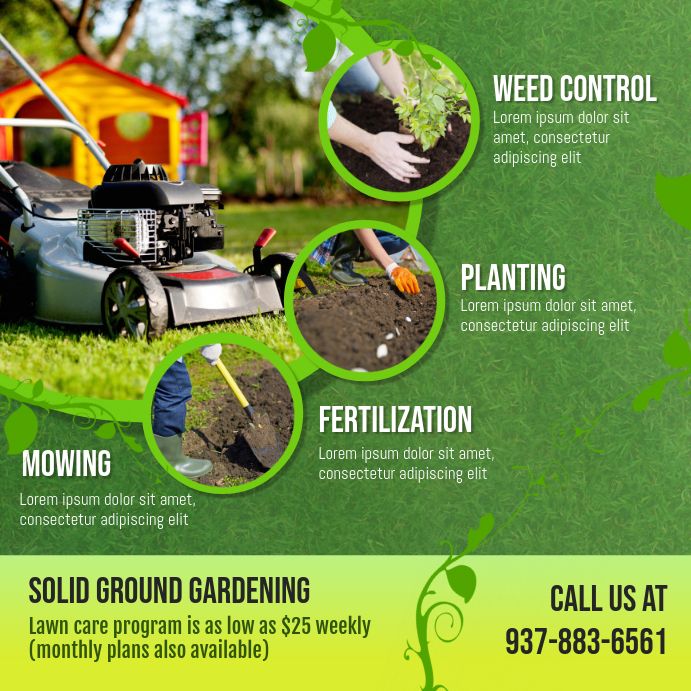 WEED CONTROL
Lorem ipsum dolor sit
amet, consectetur
adipiscing elit
PLANTING
Lorem ipsum dolor sit amet,
consectetur adipiscing elit
FERTILIZATION
Lorem ipsum dolor sit amet,
consectetur adipiscing elit
MOWING
Lorem ipsum dolor sit amet,
consectetur adipiscing elit
SOLID GROUND GARDENING
Lawn care program is as low as $25 weekly
(monthly plans also available)
CALL US AT
937-883-6561